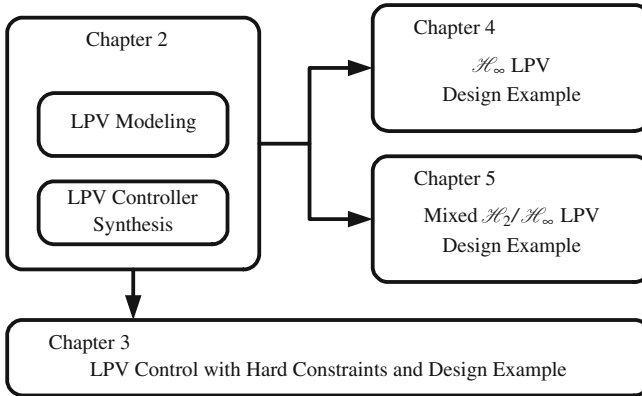 Chapter 2
LPV Modeling
LPV Controller
Synthesis
Chapter 4
ℋ∞ LPV
Design Example
Chapter 5
Mixed ℋ2/ℋ∞ LPV
Design Example
Chapter 3
LPV Control with Hard Constraints and Design Example